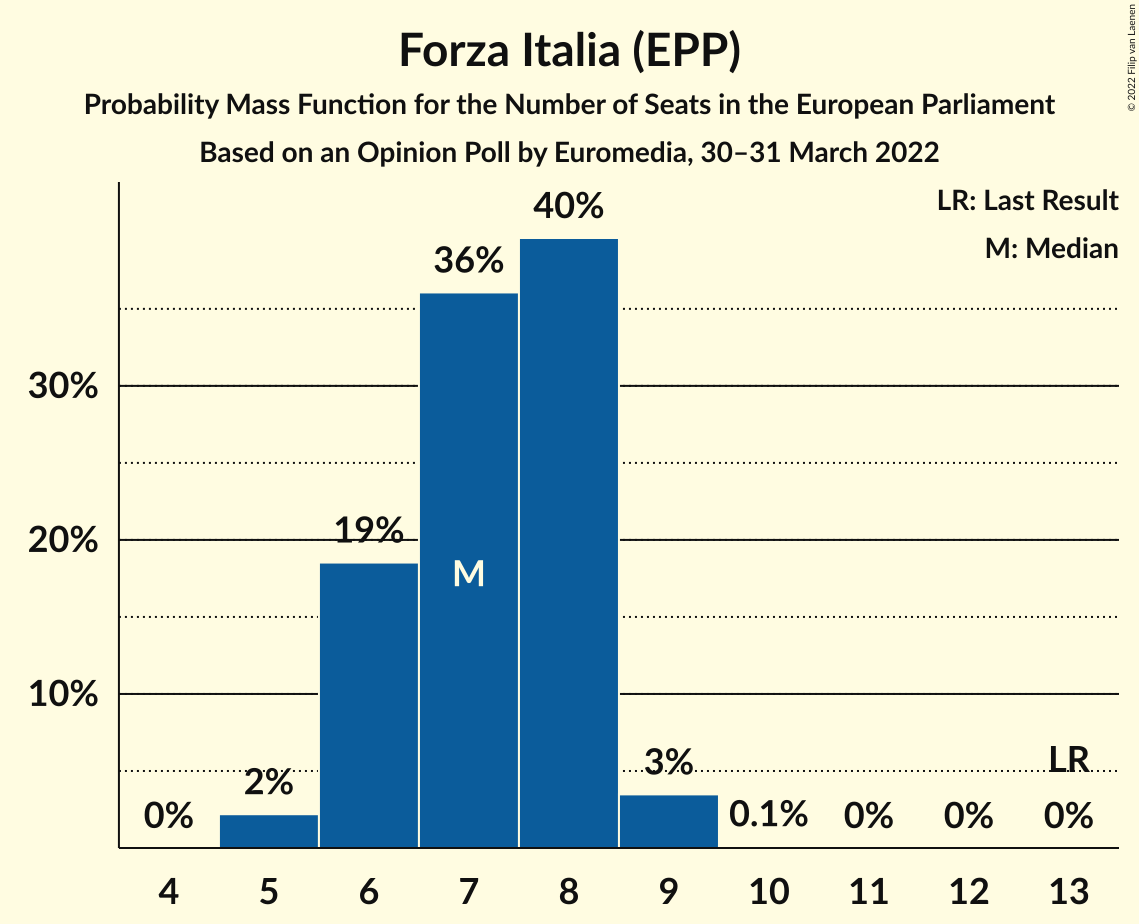 Forza Italia (EPP)
Probability Mass Function for the Number of Seats in the European Parliament
Based on an Opinion Poll by Euromedia, 30–31 March 2022
© 2022 Filip van Laenen
LR: Last Result
M: Median
40%
36%
30%
19%
20%
M
10%
LR
3%
2%
0%
0.1%
0%
0%
0%
4 5 6 7 8 9 10 11 12 13